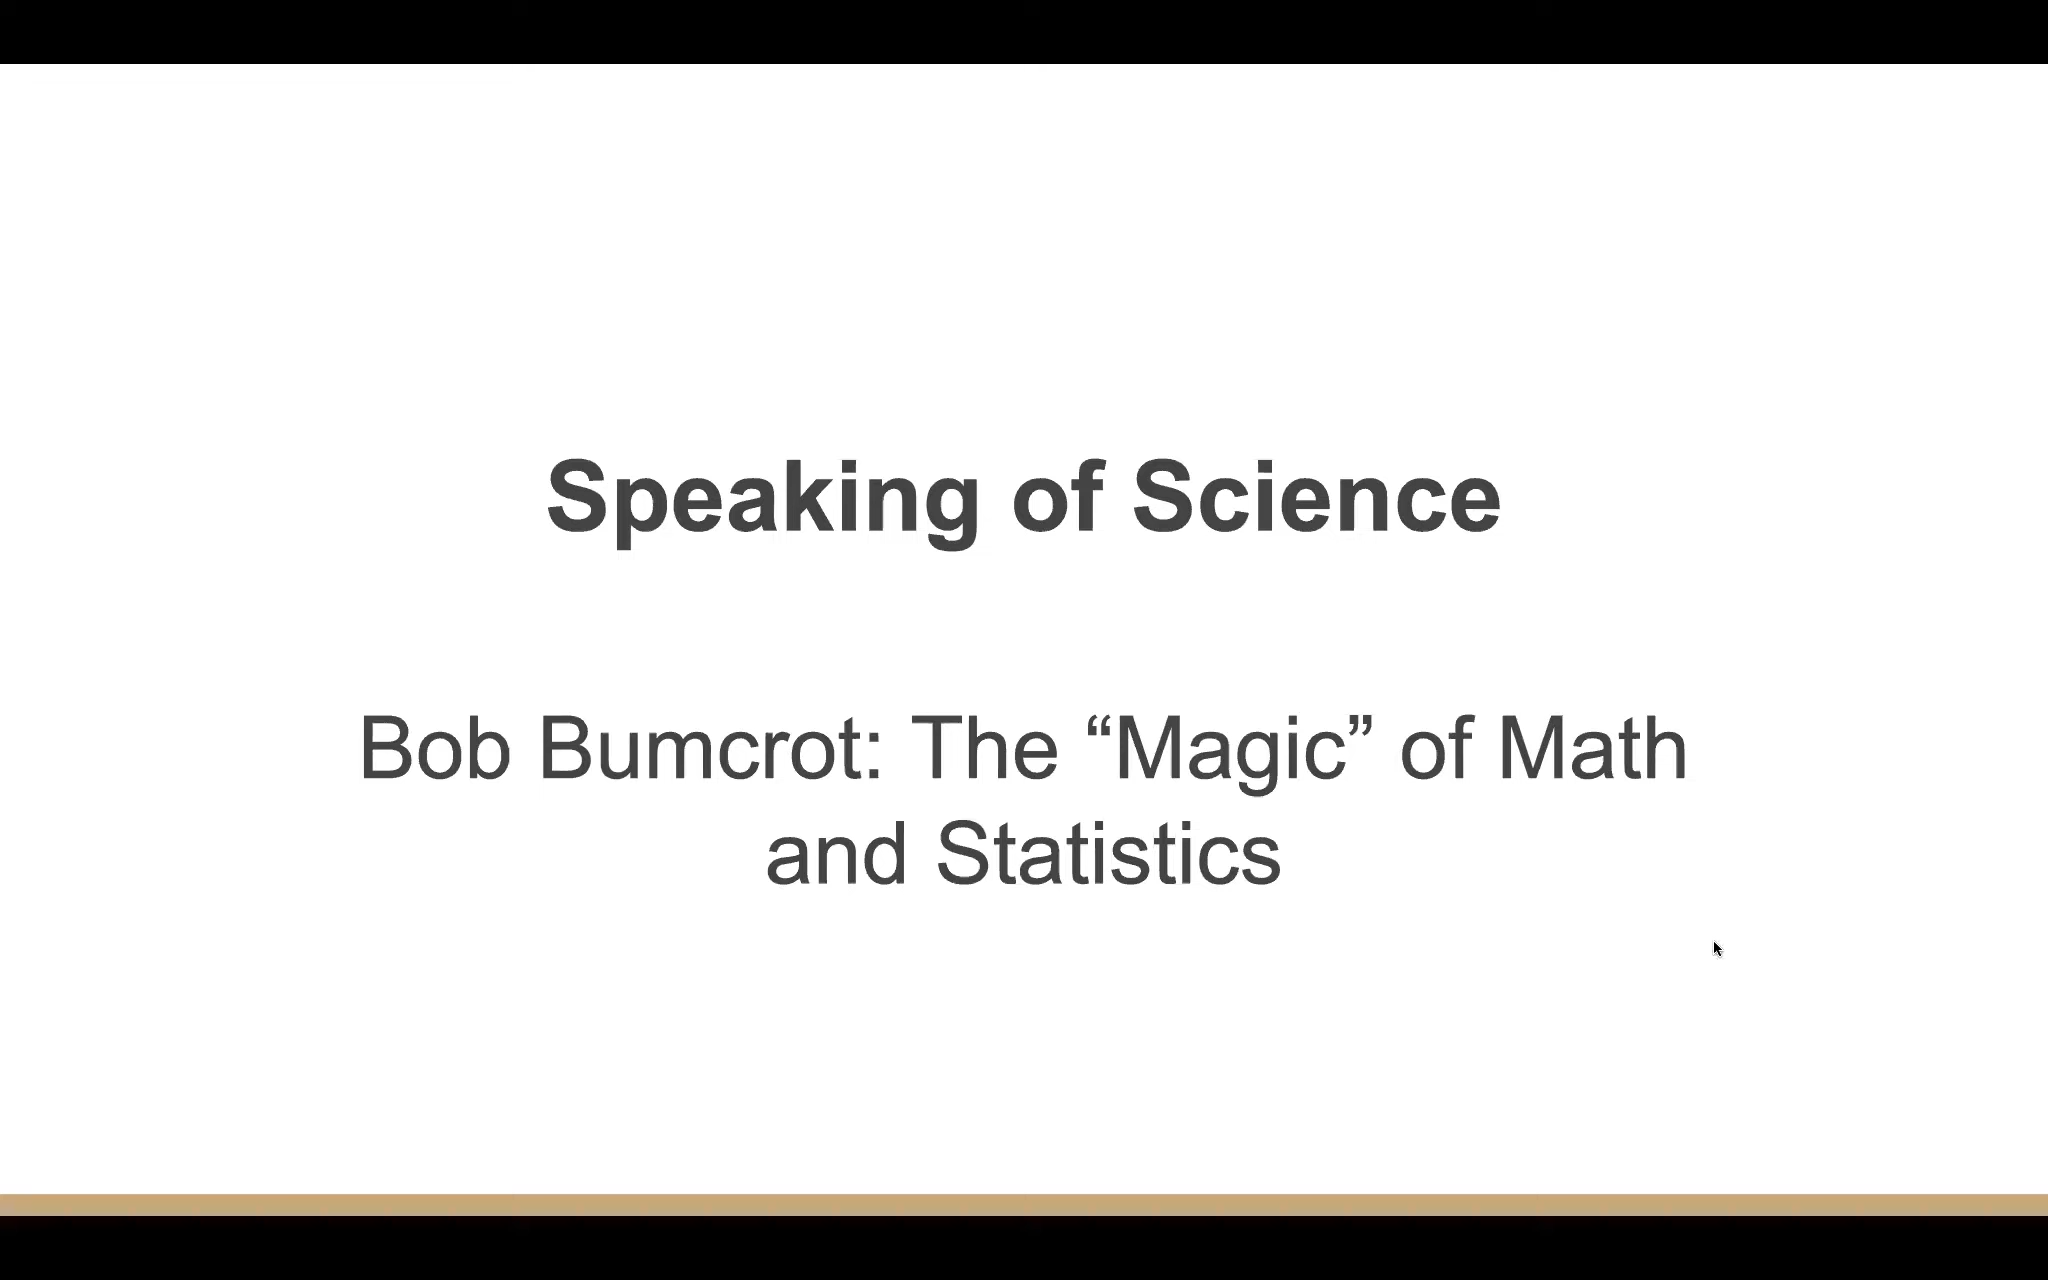 Speaking of Science
Bob Bumcrot: The “Magic” of Math
and Statistics